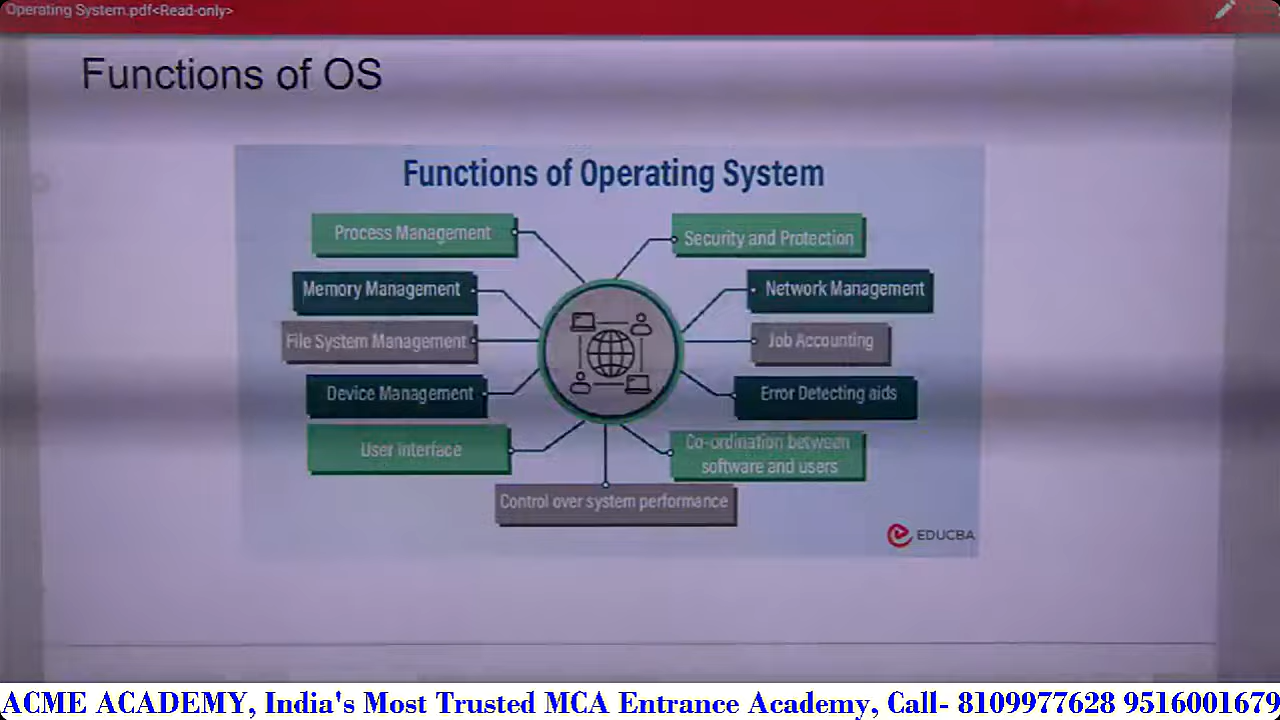 Operating System.pdf<Read-only>
Functions of OS
Functions of Operating System
Process Management
Memory Management
File System Management
Device Management
User Interface
Control over system performance
Security and Protection
Network Management
Job Accounting
Error Detecting aids
Co-ordination between
software and users
EDUCBA
ACME ACADEMY, India's Most Trusted MCA Entrance Academy, Call- 8109977628 9516001679